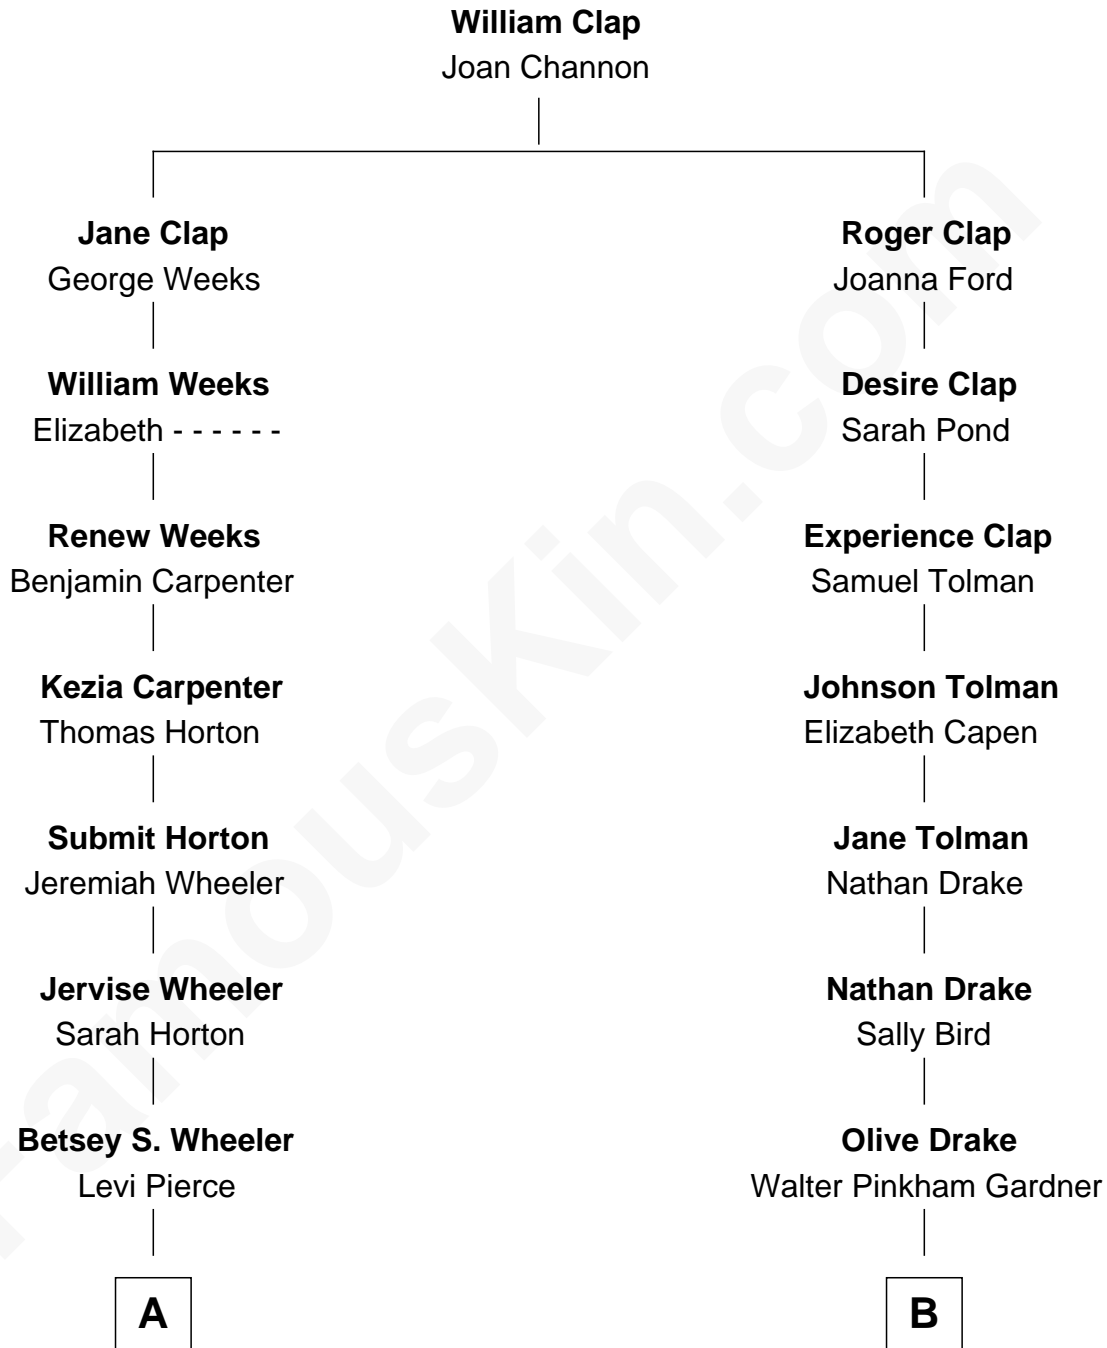 William Clap
Joan Channon
Jane Clap
George Weeks
Roger Clap
Joanna Ford
William Weeks
Elizabeth - - - - - -
Desire Clap
Sarah Pond
Renew Weeks
Benjamin Carpenter
Experience Clap
Samuel Tolman
Kezia Carpenter
Thomas Horton
Johnson Tolman
Elizabeth Capen
Submit Horton
Jeremiah Wheeler
Jane Tolman
Nathan Drake
Jervise Wheeler
Sarah Horton
Nathan Drake
Sally Bird
Betsey S. Wheeler
Levi Pierce
Olive Drake
Walter Pinkham Gardner
A
B
FamousKin.com